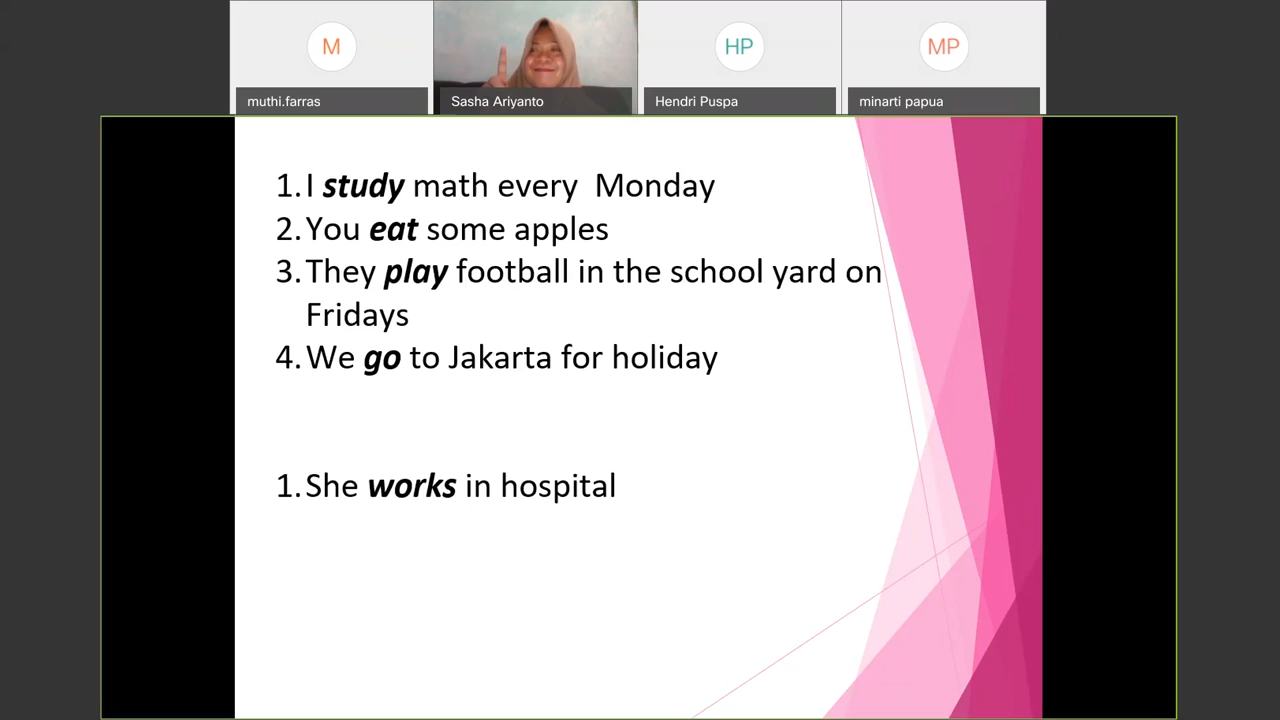 M
HP
MP
muthi.farras
Sasha Ariyanto
Hendri Puspa
minarti papua
1. I study math every Monday
2. You eat some apples
3. They play football in the school yard on
Fridays
4. We go to Jakarta for holiday
1. She works in hospital